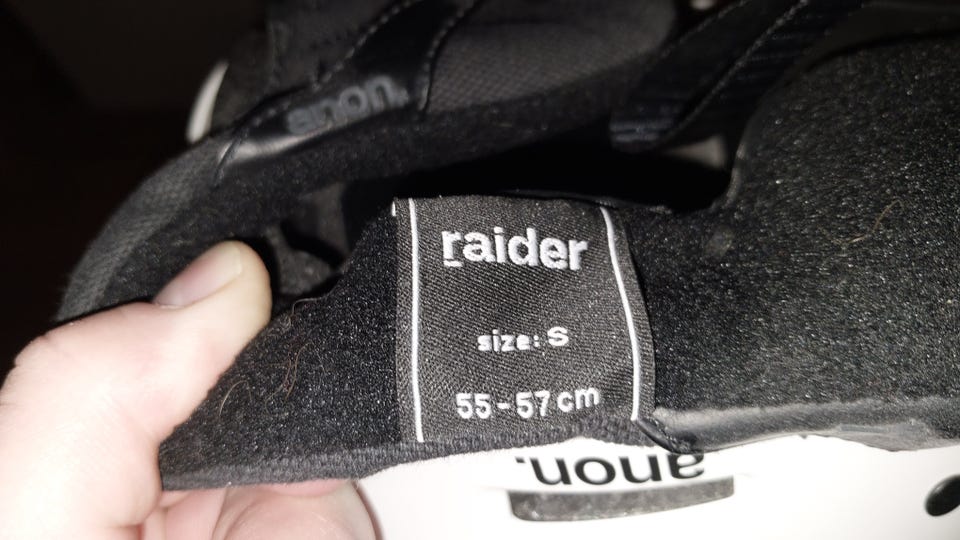 anon.
raider
size: S
55-57cm
anon.